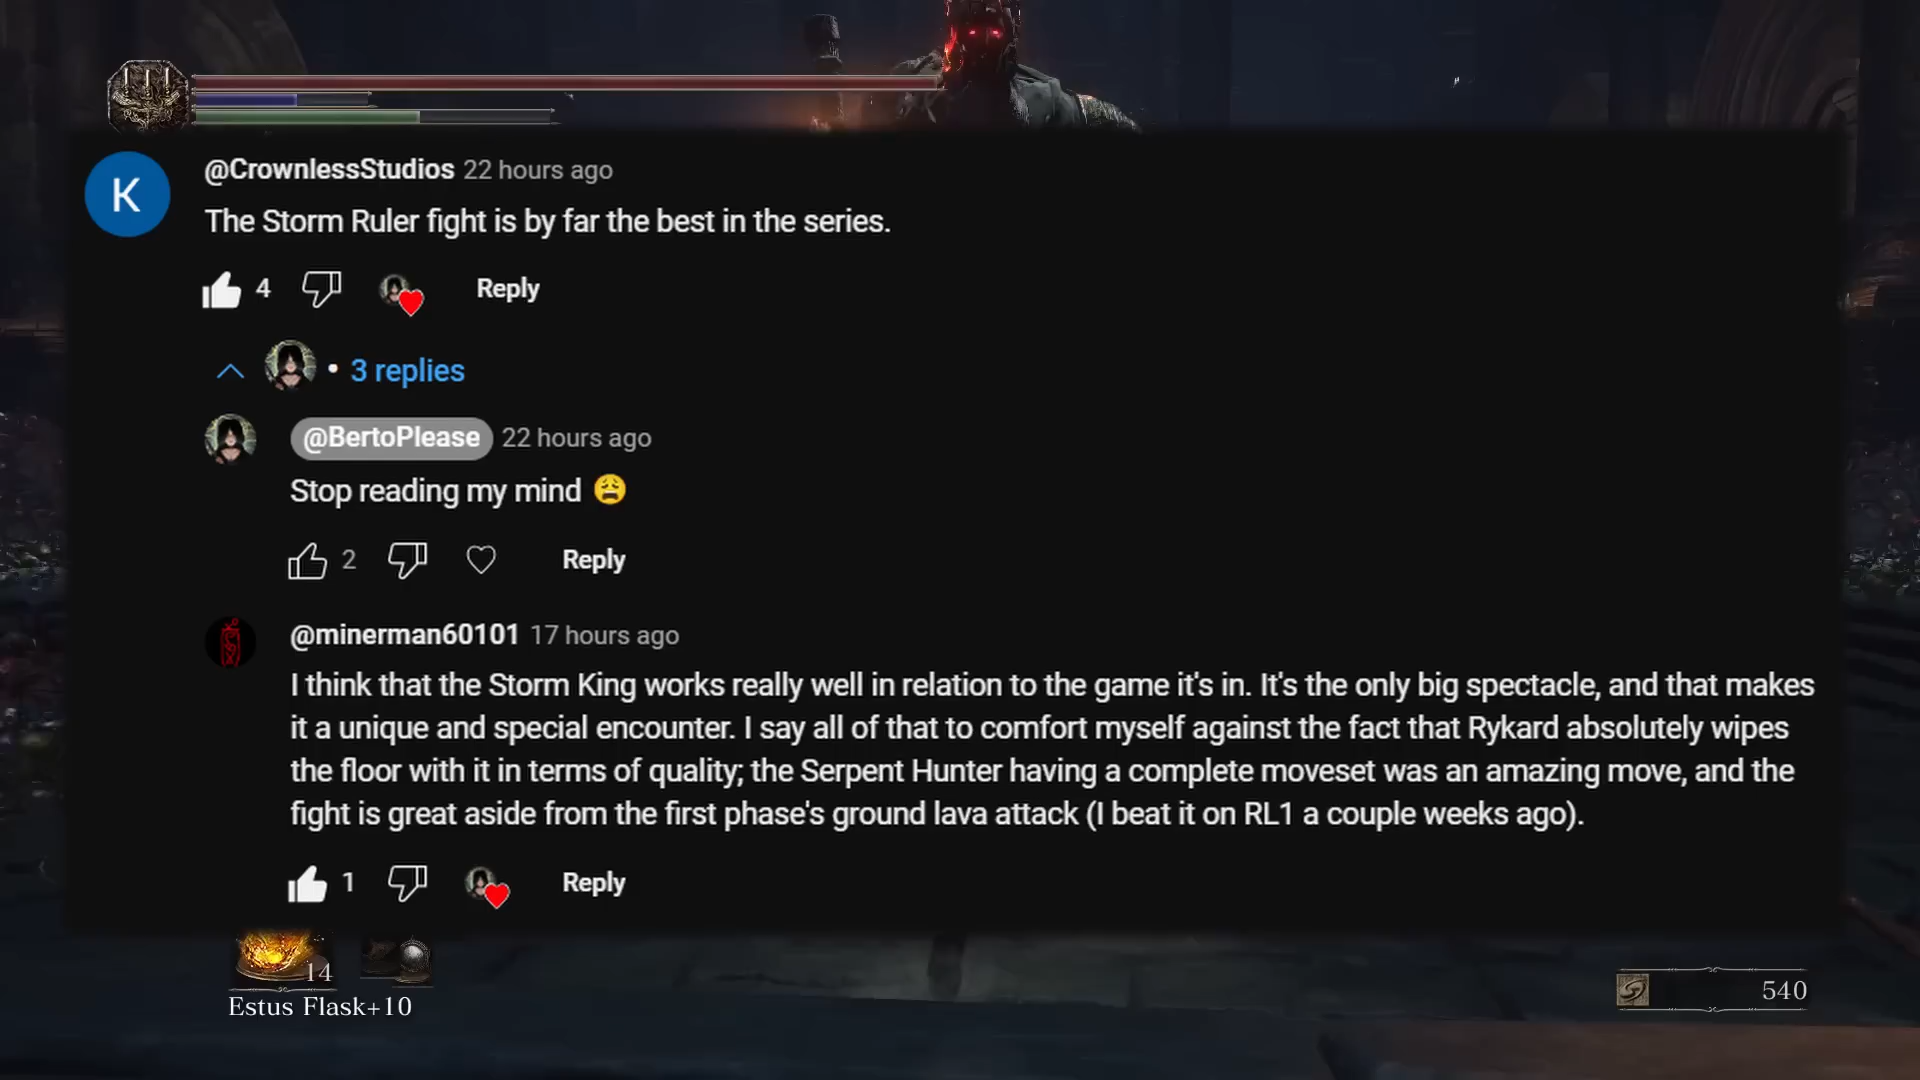 K
@CrownlessStudios 22 hours ago
The Storm Ruler fight is by far the best in the series.
4 Reply
3 replies
@BertoPlease 22 hours ago
Stop reading my mind 😩
2 Reply
@minerman60101 17 hours ago
I think that the Storm King works really well in relation to the game it's in. It's the only big spectacle, and that makes
it a unique and special encounter. I say all of that to comfort myself against the fact that Rykard absolutely wipes
the floor with it in terms of quality; the Serpent Hunter having a complete moveset was an amazing move, and the
fight is great aside from the first phase's ground lava attack (I beat it on RL1 a couple weeks ago).
1 Reply
14
Estus Flask+10
540